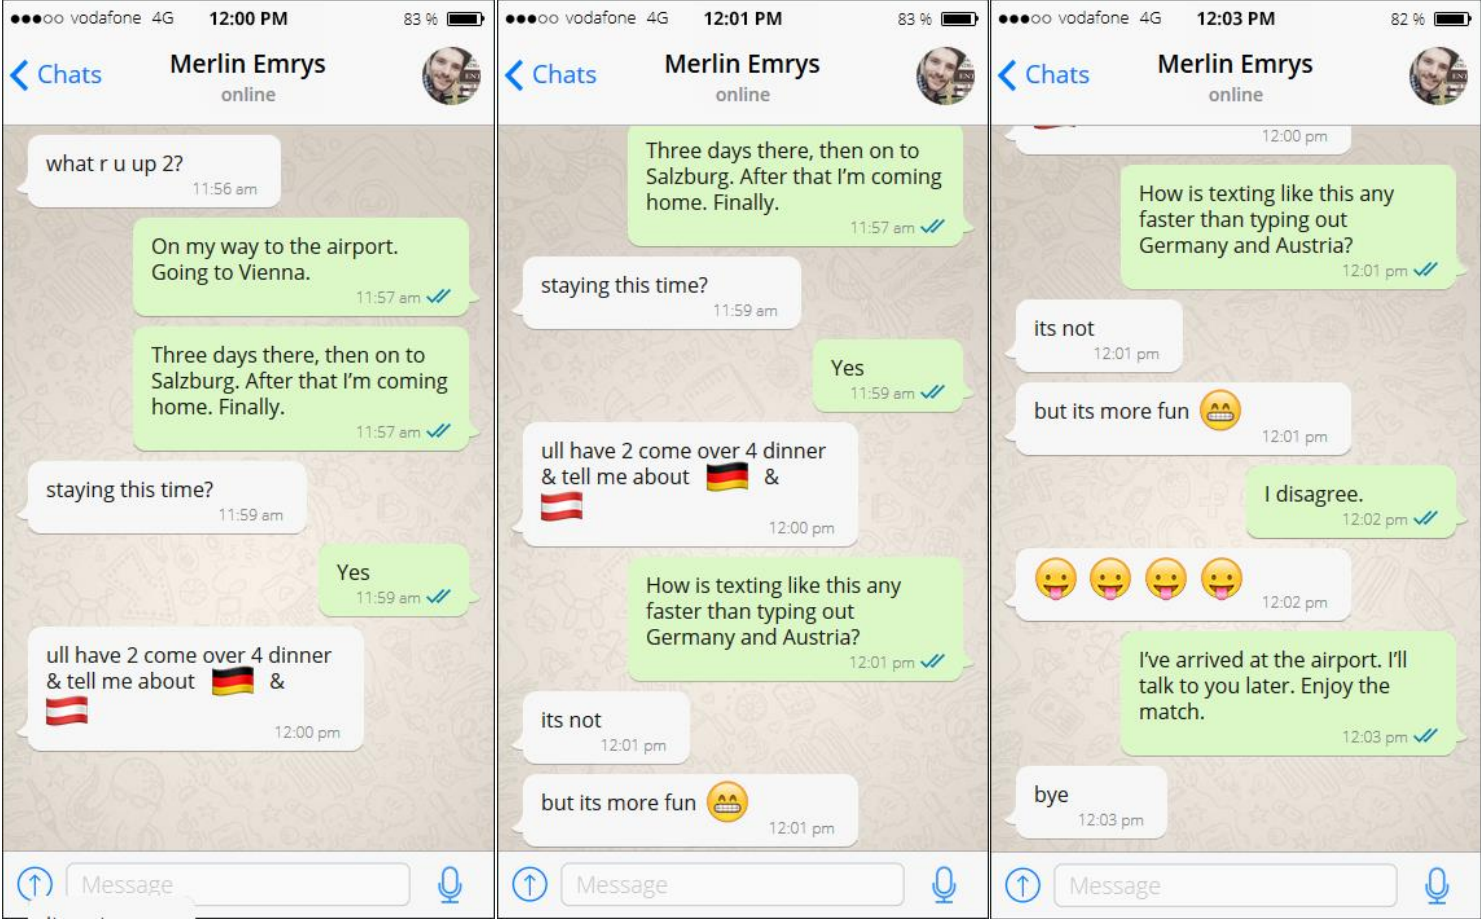 vodafone 4G 12:00 PM 83 %
Chats Merlin Emrys
online
what r u up 2?
11:56 am
On my way to the airport.
Going to Vienna.
11:57 am
Three days there, then on to
Salzburg. After that I'm coming
home. Finally.
11:57 am
staying this time?
11:59 am
Yes
11:59 am
ull have 2 come over 4 dinner
& tell me about 🇩🇪 &
🇦🇹
12:00 pm
Message
vodafone 4G 12:01 PM 83 %
Chats Merlin Emrys
online
Three days there, then on to
Salzburg. After that I'm coming
home. Finally.
11:57 am
staying this time?
11:59 am
Yes
11:59 am
ull have 2 come over 4 dinner
& tell me about 🇩🇪 &
🇦🇹
12:00 pm
How is texting like this any
faster than typing out
Germany and Austria?
12:01 pm
its not
12:01 pm
but its more fun 😁
12:01 pm
Message
vodafone 4G 12:03 PM 82 %
Chats Merlin Emrys
online
12:00 pm
How is texting like this any
faster than typing out
Germany and Austria?
12:01 pm
its not
12:01 pm
but its more fun 😁
12:01 pm
I disagree.
12:02 pm
😛 😛 😛 😛
12:02 pm
I've arrived at the airport. I'll
talk to you later. Enjoy the
match.
12:03 pm
bye
12:03 pm
Message